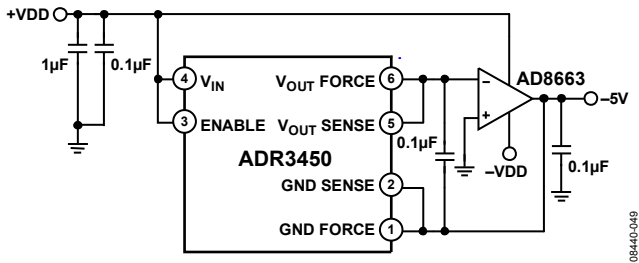 +VDD
1µF
0.1µF
4
VIN
VOUT FORCE
6
AD8663
–
+
–5V
3
ENABLE
VOUT SENSE
5
0.1µF
–VDD
0.1µF
ADR3450
GND SENSE
2
GND FORCE
1
08440-049